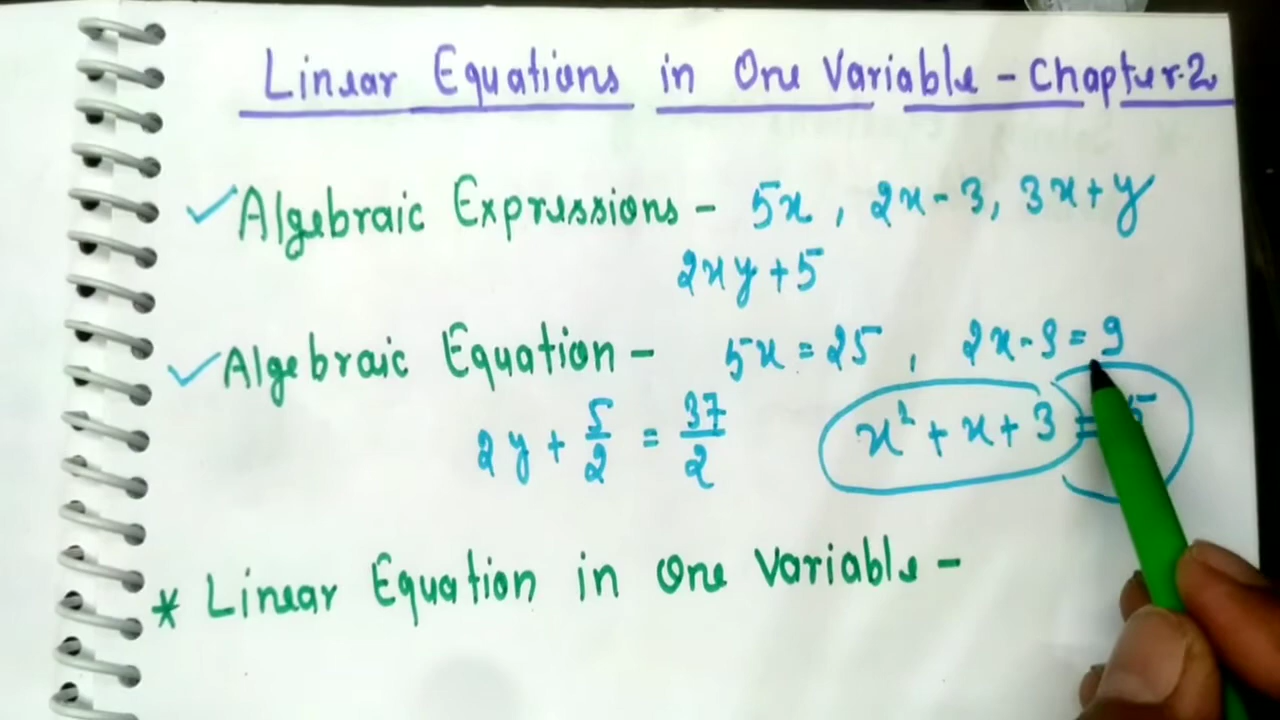 Linear Equations in One Variable - Chapter.2
✓ Algebraic Expressions - 5x , 2x - 3, 3x + y
2xy + 5
✓ Algebraic Equation - 5x = 25 , 2x - 3 = 9
2y + 5/2 = 37/2 x² + x + 3 =
* Linear Equation in One Variable -